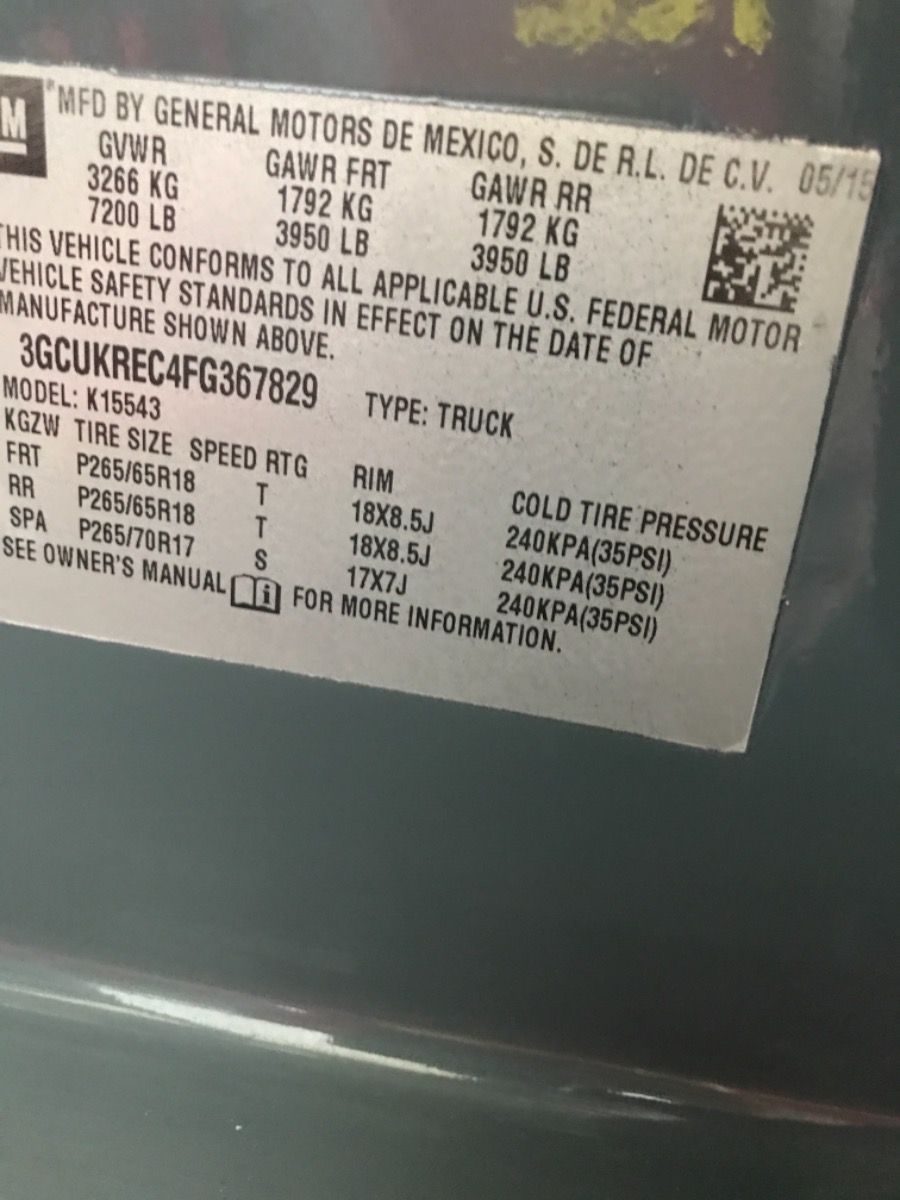 M
MFD BY GENERAL MOTORS DE MEXICO, S. DE R.L. DE C.V. 05/15
GVWR GAWR FRT GAWR RR
3266 KG 1792 KG 1792 KG
7200 LB 3950 LB 3950 LB
THIS VEHICLE CONFORMS TO ALL APPLICABLE U.S. FEDERAL MOTOR
VEHICLE SAFETY STANDARDS IN EFFECT ON THE DATE OF
MANUFACTURE SHOWN ABOVE.
3GCUKREC4FG367829 TYPE: TRUCK
MODEL: K15543
KGZW TIRE SIZE SPEED RTG RIM COLD TIRE PRESSURE
FRT P265/65R18 T 18X8.5J 240KPA(35PSI)
RR P265/65R18 T 18X8.5J 240KPA(35PSI)
SPA P265/70R17 S 17X7J 240KPA(35PSI)
SEE OWNER'S MANUAL i FOR MORE INFORMATION.